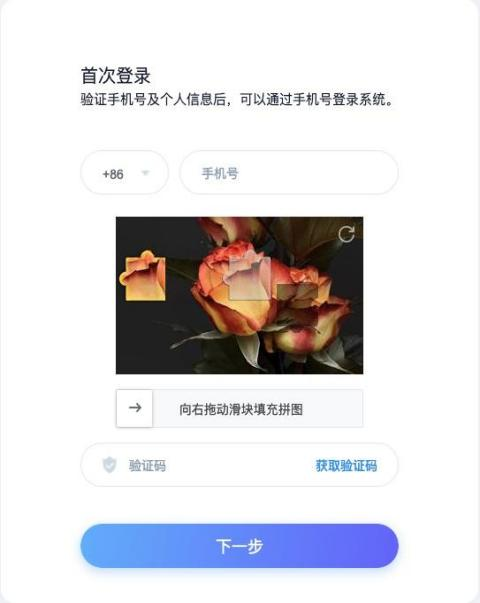 首次登录
验证手机号及个人信息后，可以通过手机号登录系统。
+86
手机号
向右拖动滑块填充拼图
验证码
获取验证码
下一步